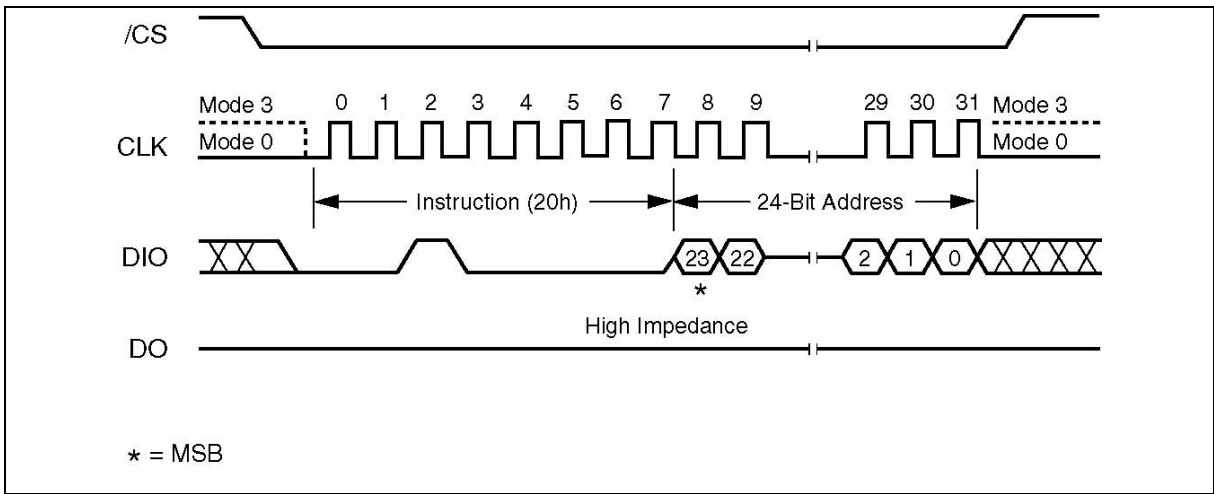 /CS
Mode 3 0 1 2 3 4 5 6 7 8 9 29 30 31 Mode 3
CLK Mode 0 Mode 0
Instruction (20h) 24-Bit Address
DIO 23 22 2 1 0
*
High Impedance
DO
* = MSB